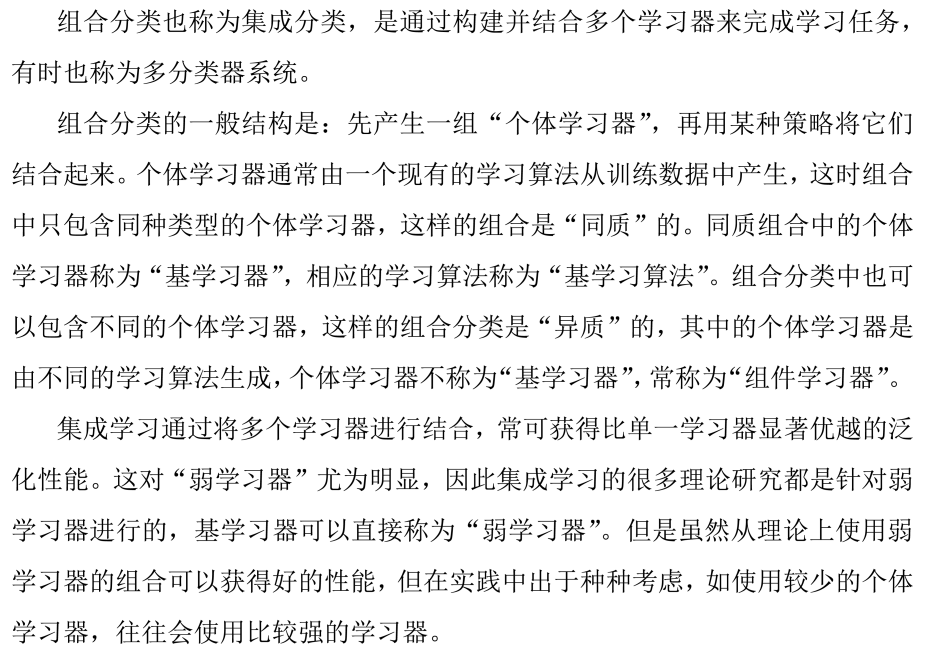 组合分类也称为集成分类，是通过构建并结合多个学习器来完成学习任务，
有时也称为多分类器系统。
组合分类的一般结构是：先产生一组“个体学习器”，再用某种策略将它们
结合起来。个体学习器通常由一个现有的学习算法从训练数据中产生，这时组合
中只包含同种类型的个体学习器，这样的组合是“同质”的。同质组合中的个体
学习器称为“基学习器”，相应的学习算法称为“基学习算法”。组合分类中也可
以包含不同的个体学习器，这样的组合分类是“异质”的，其中的个体学习器是
由不同的学习算法生成，个体学习器不称为“基学习器”，常称为“组件学习器”。
集成学习通过将多个学习器进行结合，常可获得比单一学习器显著优越的泛
化性能。这对“弱学习器”尤为明显，因此集成学习的很多理论研究都是针对弱
学习器进行的，基学习器可以直接称为“弱学习器”。但是虽然从理论上使用弱
学习器的组合可以获得好的性能，但在实践中出于种种考虑，如使用较少的个体
学习器，往往会使用比较强的学习器。